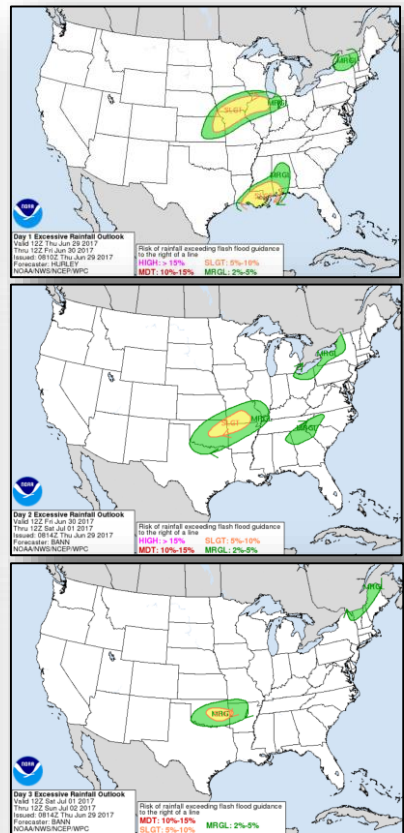 MRGL
SLGT
MRGL
MRGL
noaa
Day 1 Excessive Rainfall Outlook
Valid 12Z Thu Jun 29 2017
Thru 12Z Fri Jun 30 2017
Issued: 0810Z Thu Jun 29 2017
Forecaster: HURLEY
NOAA/NWS/NCEP/WPC
Risk of rainfall exceeding flash flood guidance
to the right of a line
HIGH: > 15% SLGT: 5%-10%
MDT: 10%-15% MRGL: 2%-5%
MRGL
SLGT
MRGL
MRGL
noaa
Day 2 Excessive Rainfall Outlook
Valid 12Z Fri Jun 30 2017
Thru 12Z Sat Jul 01 2017
Issued: 0814Z Thu Jun 29 2017
Forecaster: BANN
NOAA/NWS/NCEP/WPC
Risk of rainfall exceeding flash flood guidance
to the right of a line
HIGH: > 15% SLGT: 5%-10%
MDT: 10%-15% MRGL: 2%-5%
MRGL
MRGL
noaa
Day 3 Excessive Rainfall Outlook
Valid 12Z Sat Jul 01 2017
Thru 12Z Sun Jul 02 2017
Issued: 0814Z Thu Jun 29 2017
Forecaster: BANN
NOAA/NWS/NCEP/WPC
Risk of rainfall exceeding flash flood guidance
to the right of a line
MDT: 10%-15% MRGL: 2%-5%
SLGT: 5%-10%